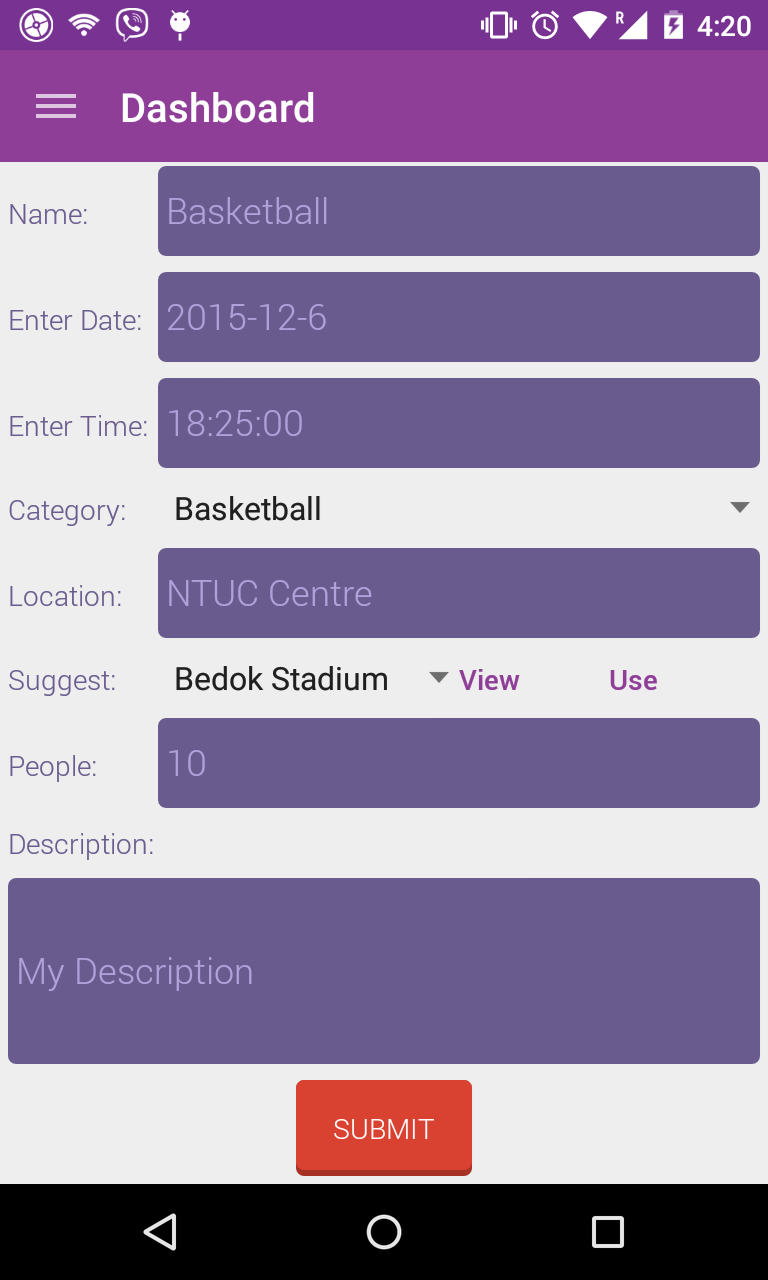 R 4:20
Dashboard
Name: Basketball
Enter Date: 2015-12-6
Enter Time: 18:25:00
Category: Basketball
Location: NTUC Centre
Suggest: Bedok Stadium View Use
People: 10
Description:
My Description
SUBMIT